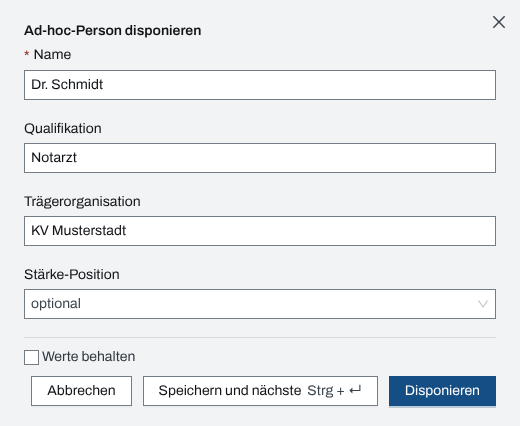 Ad-hoc-Person disponieren
* Name
Dr. Schmidt
Qualifikation
Notarzt
Trägerorganisation
KV Musterstadt
Stärke-Position
optional
Werte behalten
Abbrechen Speichern und nächste Strg + ↵ Disponieren